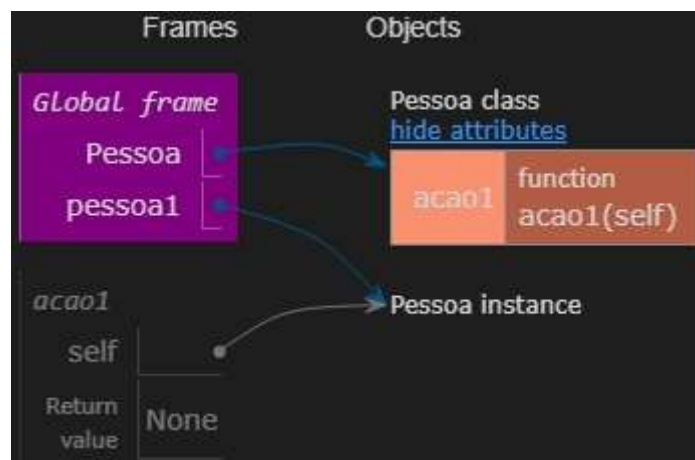 Frames
Objects
Global frame
Pessoa
pessoa1
Pessoa class
hide attributes
acao1
function
acao1(self)
Pessoa instance
acao1
self
Return
value
None